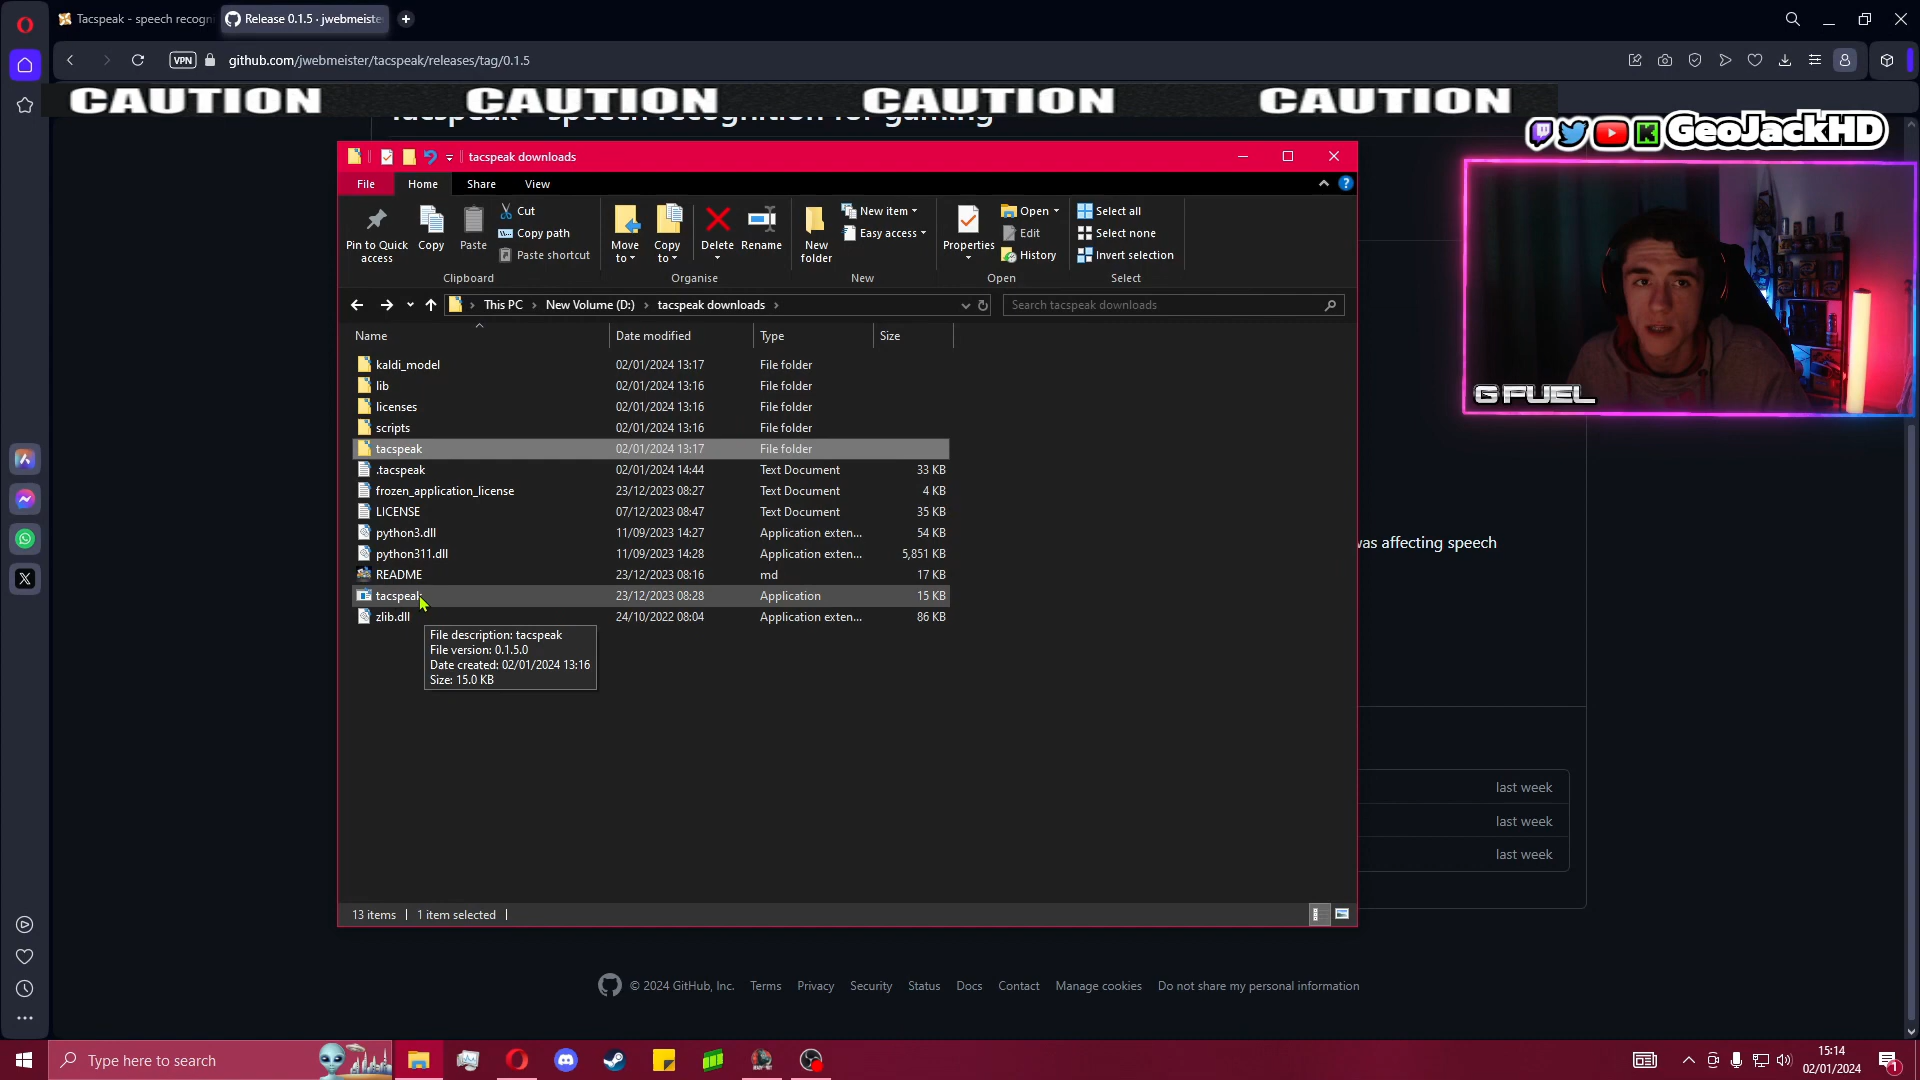 Tacspeak - speech recogn
Release 0.1.5 · jwebmeiste
VPN
github.com/jwebmeister/tacspeak/releases/tag/0.1.5
CAUTION CAUTION CAUTION CAUTION
Tacspeak - speech recognition for gaming
GeoJackHD
tacspeak downloads
File Home Share View
Pin to Quick access
Copy
Paste
Cut
Copy path
Paste shortcut
Clipboard
Move to
Copy to
Delete
Rename
Organise
New folder
New item
Easy access
New
Properties
Open
Edit
History
Open
Select all
Select none
Invert selection
Select
This PC > New Volume (D:) > tacspeak downloads >
Search tacspeak downloads
Name Date modified Type Size
kaldi_model 02/01/2024 13:17 File folder
lib 02/01/2024 13:16 File folder
licenses 02/01/2024 13:16 File folder
scripts 02/01/2024 13:16 File folder
tacspeak 02/01/2024 13:17 File folder
.tacspeak 02/01/2024 14:44 Text Document 33 KB
frozen_application_license 23/12/2023 08:27 Text Document 4 KB
LICENSE 07/12/2023 08:47 Text Document 35 KB
python3.dll 11/09/2023 14:27 Application exten... 54 KB
python311.dll 11/09/2023 14:28 Application exten... 5,851 KB
README 23/12/2023 08:16 md 17 KB
tacspeak 23/12/2023 08:28 Application 15 KB
zlib.dll 24/10/2022 08:04 Application exten... 86 KB
File description: tacspeak
File version: 0.1.5.0
Date created: 02/01/2024 13:16
Size: 15.0 KB
G FUEL
was affecting speech
last week
last week
last week
13 items 1 item selected
© 2024 GitHub, Inc. Terms Privacy Security Status Docs Contact Manage cookies Do not share my personal information
Type here to search
15:14
02/01/2024
1